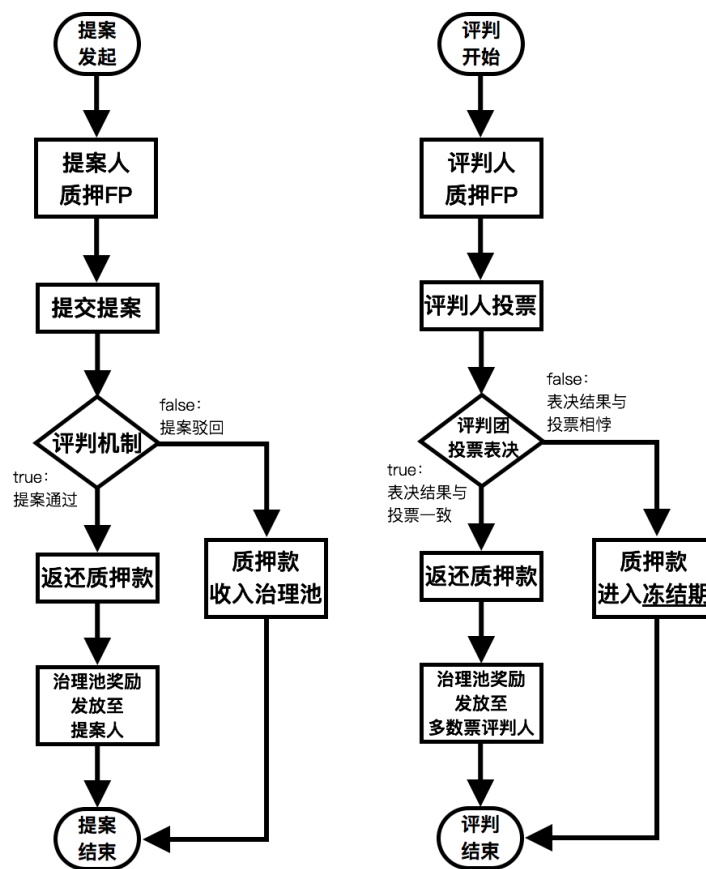 提案
发起
提案人
质押FP
提交提案
评判机制
false：
提案驳回
true：
提案通过
返还质押款
质押款
收入治理池
治理池奖励
发放至
提案人
提案
结束
评判
开始
评判人
质押FP
评判人投票
评判团
投票表决
false：
表决结果与
投票相悖
true：
表决结果与
投票一致
返还质押款
质押款
进入冻结期
治理池奖励
发放至
多数票评判人
评判
结束